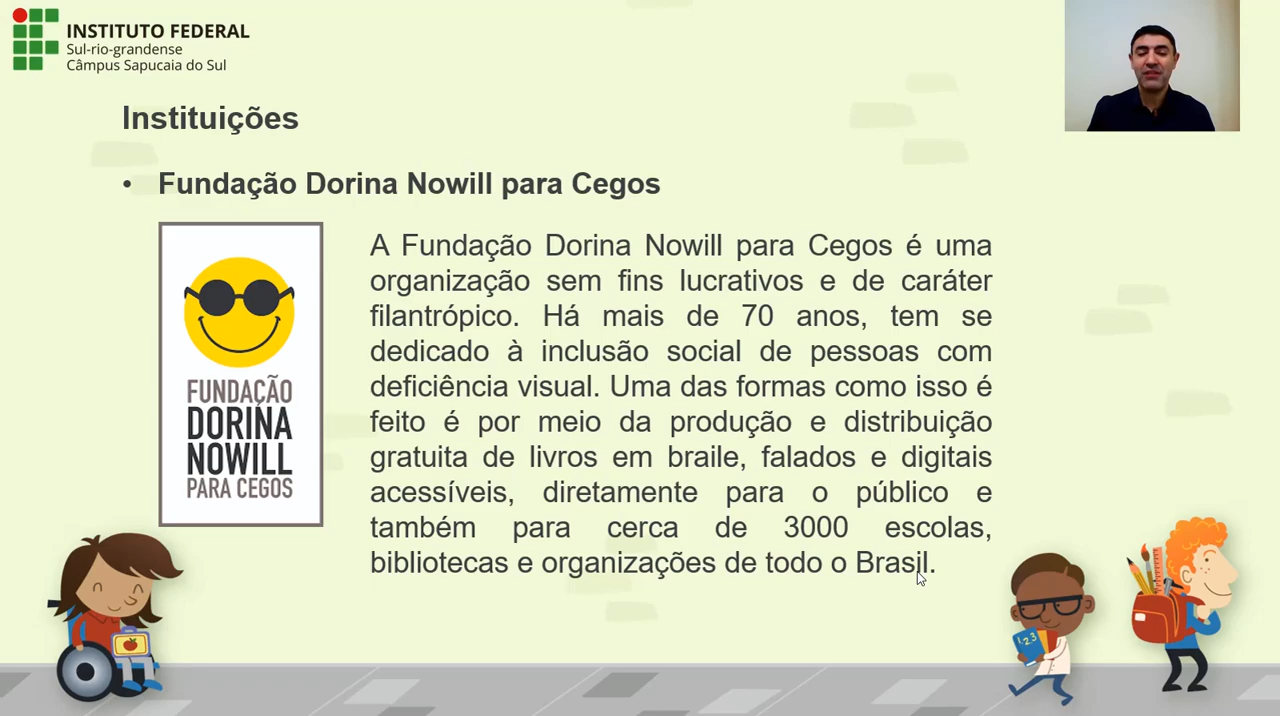 INSTITUTO FEDERAL
Sul-rio-grandense
Câmpus Sapucaia do Sul
Instituições
• Fundação Dorina Nowill para Cegos
FUNDAÇÃO
DORINA
NOWILL
PARA CEGOS
A Fundação Dorina Nowill para Cegos é uma
organização sem fins lucrativos e de caráter
filantrópico. Há mais de 70 anos, tem se
dedicado à inclusão social de pessoas com
deficiência visual. Uma das formas como isso é
feito é por meio da produção e distribuição
gratuita de livros em braile, falados e digitais
acessíveis, diretamente para o público e
também para cerca de 3000 escolas,
bibliotecas e organizações de todo o Brasil.
123